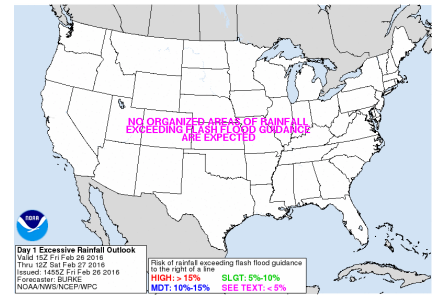 NO ORGANIZED AREAS OF RAINFALL
EXCEEDING FLASH FLOOD GUIDANCE
ARE EXPECTED
noaa
Day 1 Excessive Rainfall Outlook
Valid 15Z Fri Feb 26 2016
Thru 12Z Sat Feb 27 2016
Issued: 1455Z Fri Feb 26 2016
Forecaster: BURKE
NOAA/NWS/NCEP/WPC
Risk of rainfall exceeding flash flood guidance
to the right of a line
HIGH: > 15% SLGT: 5%-10%
MDT: 10%-15% SEE TEXT: < 5%